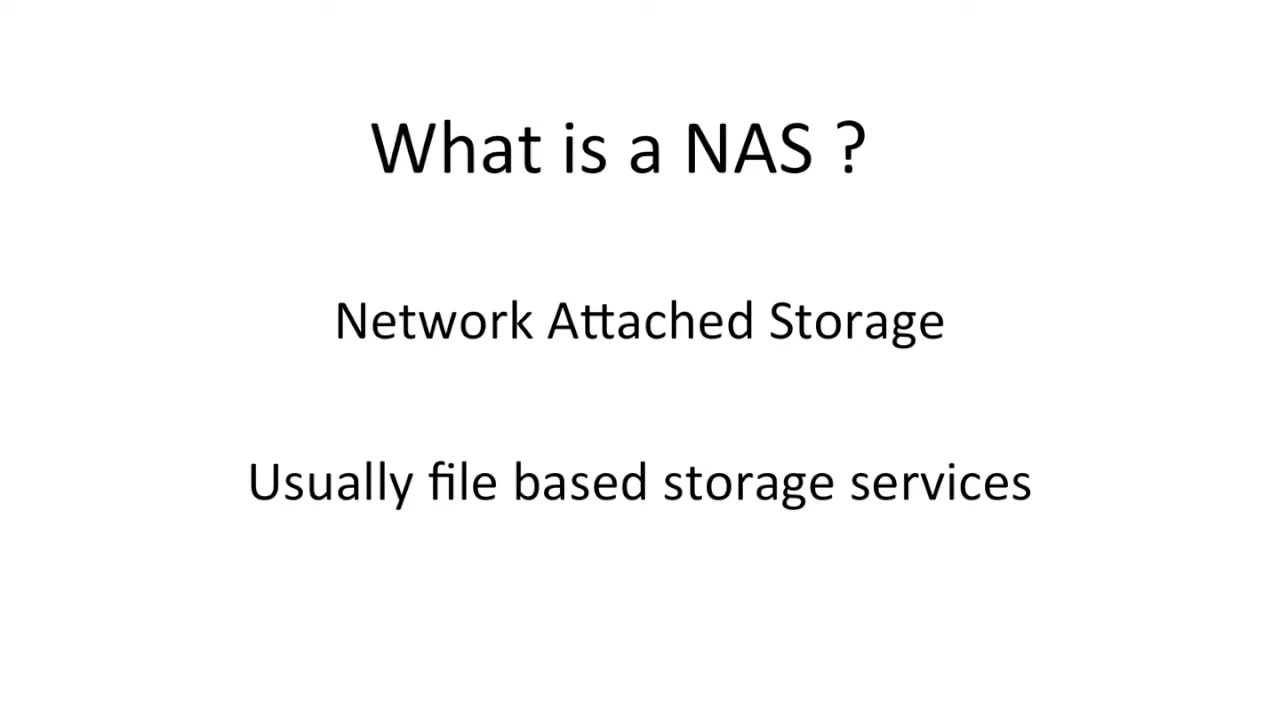 What is a NAS ?
Network Attached Storage
Usually file based storage services